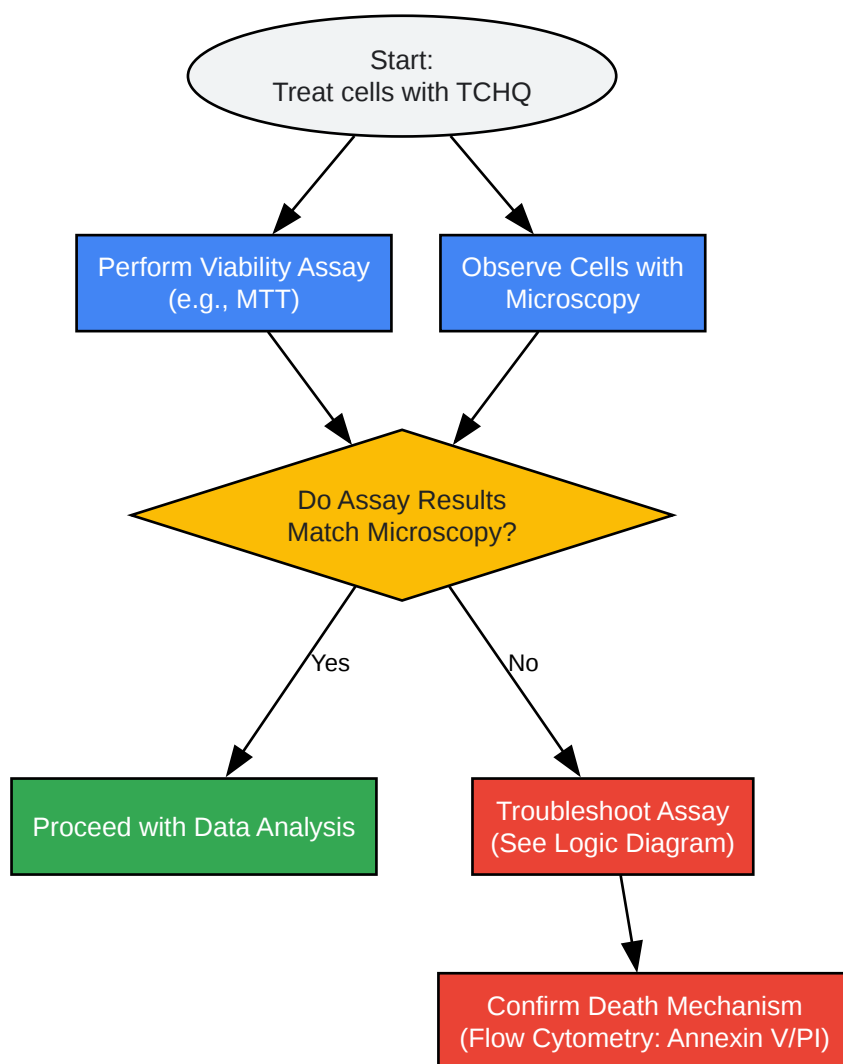 Start:
Treat cells with TCHQ
Perform Viability Assay
(e.g., MTT)
Observe Cells with
Microscopy
Do Assay Results
Match Microscopy?
Yes
No
Proceed with Data Analysis
Troubleshoot Assay
(See Logic Diagram)
Confirm Death Mechanism
(Flow Cytometry: Annexin V/PI)